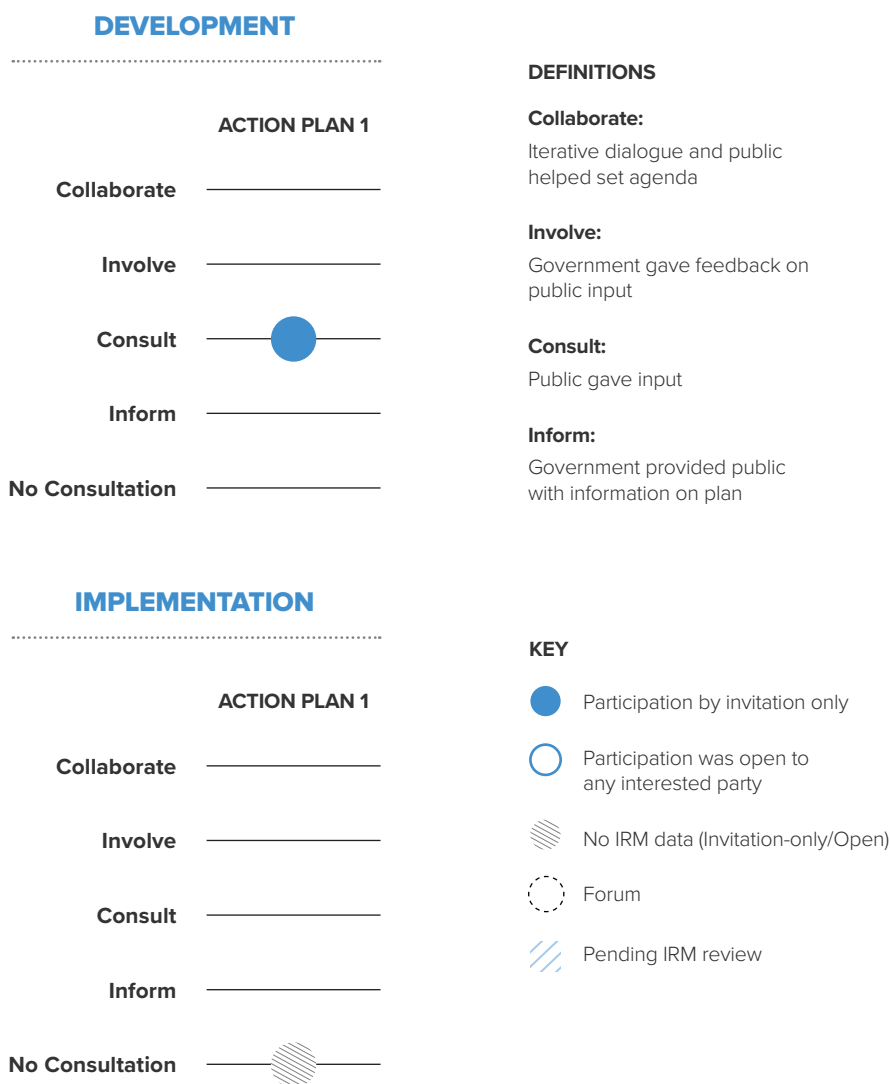 DEVELOPMENT
ACTION PLAN 1
Collaborate
Involve
Consult
Inform
No Consultation
DEFINITIONS
Collaborate:
Iterative dialogue and public
helped set agenda
Involve:
Government gave feedback on
public input
Consult:
Public gave input
Inform:
Government provided public
with information on plan
IMPLEMENTATION
ACTION PLAN 1
Collaborate
Involve
Consult
Inform
No Consultation
KEY
Participation by invitation only
Participation was open to
any interested party
No IRM data (Invitation-only/Open)
Forum
Pending IRM review